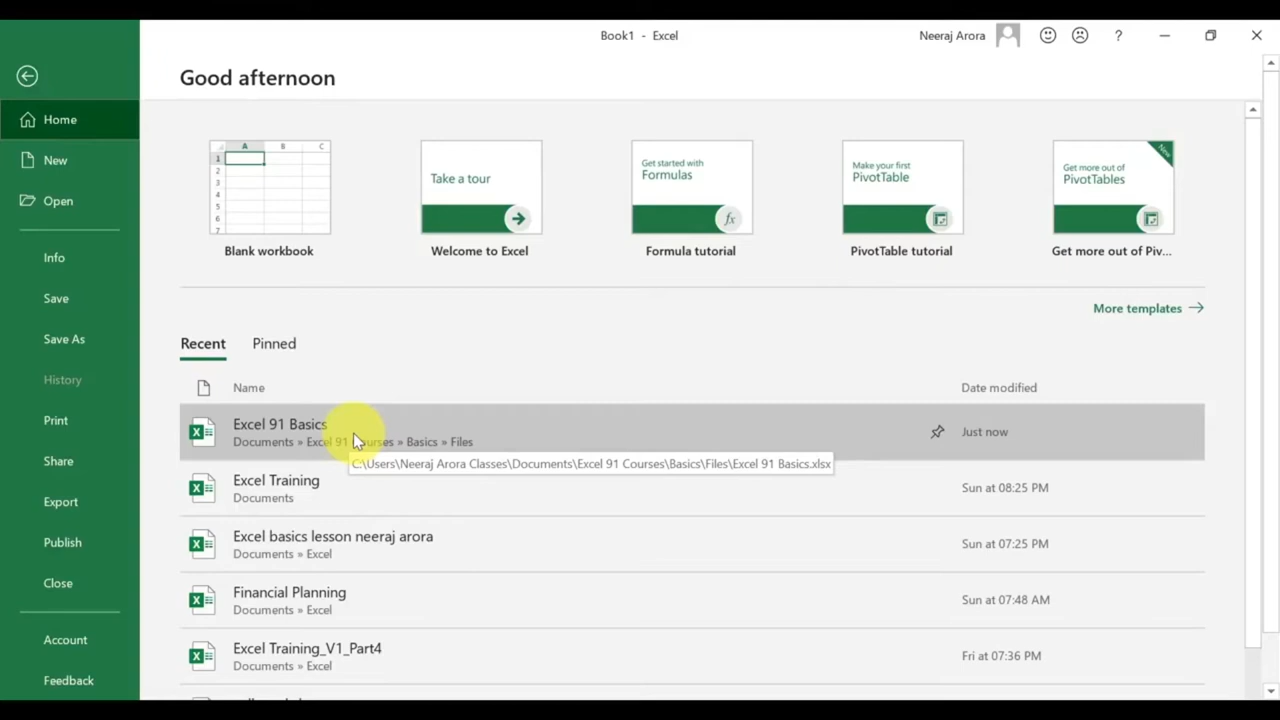 Book1 - Excel
Neeraj Arora
?
Good afternoon
Home
New
Open
Info
Save
Save As
History
Print
Share
Export
Publish
Close
Account
Feedback
A B C
1
2
3
4
5
6
7
Blank workbook
Take a tour
Welcome to Excel
Get started with
Formulas
fx
Formula tutorial
Make your first
PivotTable
PivotTable tutorial
New
Get more out of
PivotTables
Get more out of Piv...
More templates
Recent Pinned
Name Date modified
Excel 91 Basics
Documents » Excel 91 Courses » Basics » Files
Just now
C:\Users\Neeraj Arora Classes\Documents\Excel 91 Courses\Basics\Files\Excel 91 Basics.xlsx
Excel Training
Documents
Sun at 08:25 PM
Excel basics lesson neeraj arora
Documents » Excel
Sun at 07:25 PM
Financial Planning
Documents » Excel
Sun at 07:48 AM
Excel Training_V1_Part4
Documents » Excel
Fri at 07:36 PM